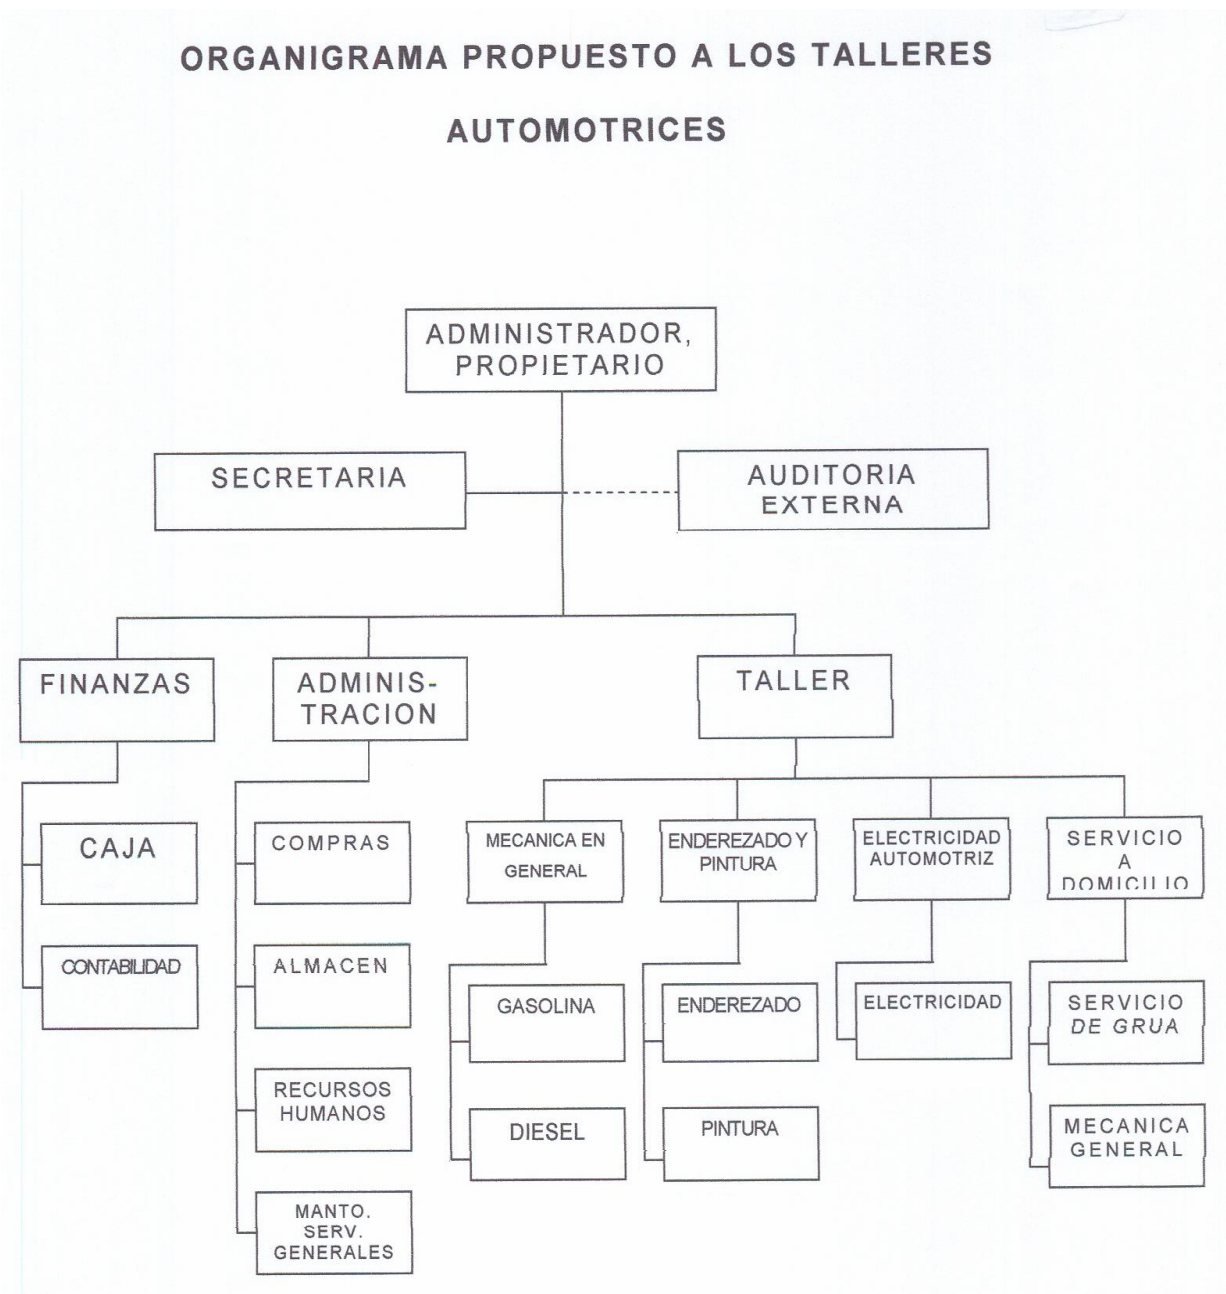 ORGANIGRAMA PROPUESTO A LOS TALLERES
AUTOMOTRICES
ADMINISTRADOR,
PROPIETARIO
SECRETARIA
AUDITORIA
EXTERNA
FINANZAS
ADMINIS-
TRACION
TALLER
CAJA
CONTABILIDAD
COMPRAS
ALMACEN
RECURSOS
HUMANOS
MANTO.
SERV.
GENERALES
MECANICA EN
GENERAL
GASOLINA
DIESEL
ENDEREZADO Y
PINTURA
ENDEREZADO
PINTURA
ELECTRICIDAD
AUTOMOTRIZ
ELECTRICIDAD
SERVICIO
A
DOMICILIO
SERVICIO
DE GRUA
MECANICA
GENERAL